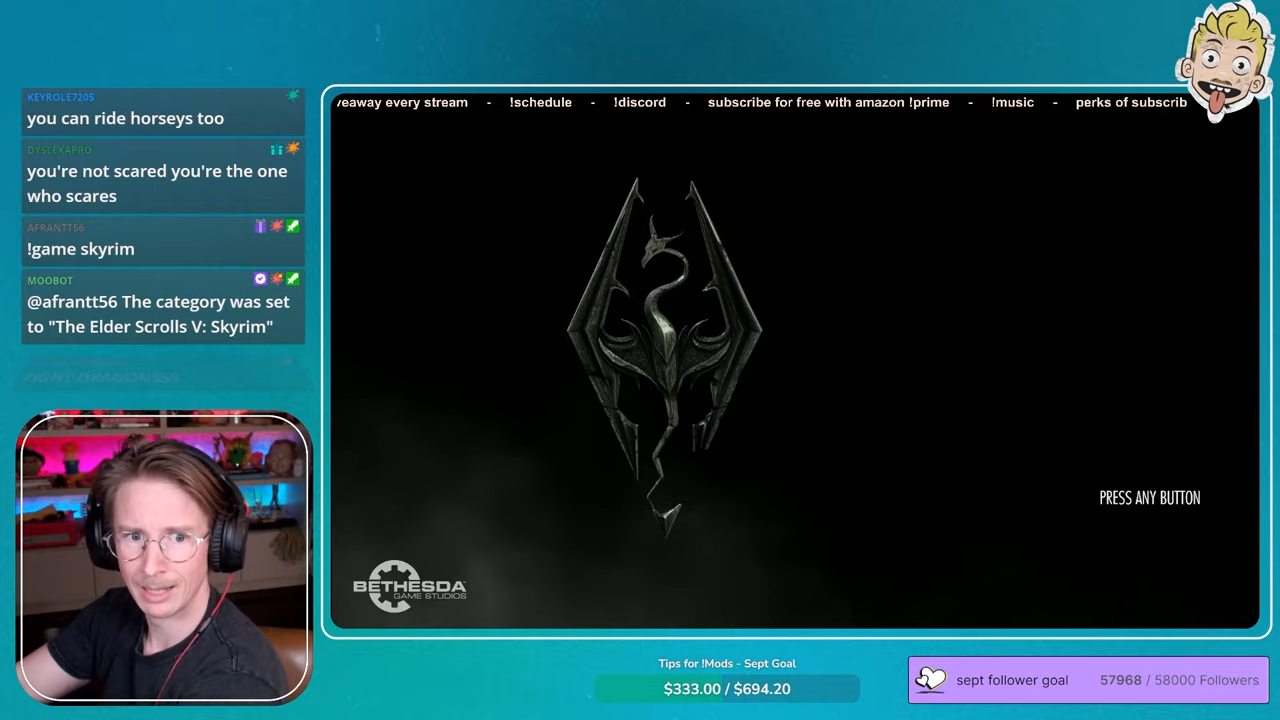 veaway every stream - !schedule - !discord - subscribe for free with amazon !prime - !music - perks of subscrib
KEYROLE7205
you can ride horseys too
DYSLEXAPRO
you're not scared you're the one
who scares
AFRANTT56
!game skyrim
MOOBOT
@afrantt56 The category was set
to "The Elder Scrolls V: Skyrim"
PRESS ANY BUTTON
BETHESDA
GAME STUDIOS
Tips for !Mods - Sept Goal
$333.00 / $694.20
sept follower goal 57968 / 58000 Followers